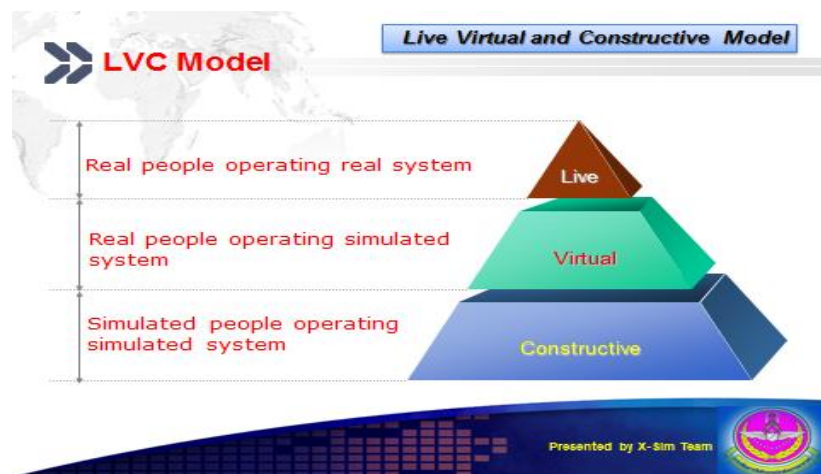 Live Virtual and Constructive Model
LVC Model
Real people operating real system
Live
Real people operating simulated
system
Virtual
Simulated people operating
simulated system
Constructive
Presented by X-Sim Team